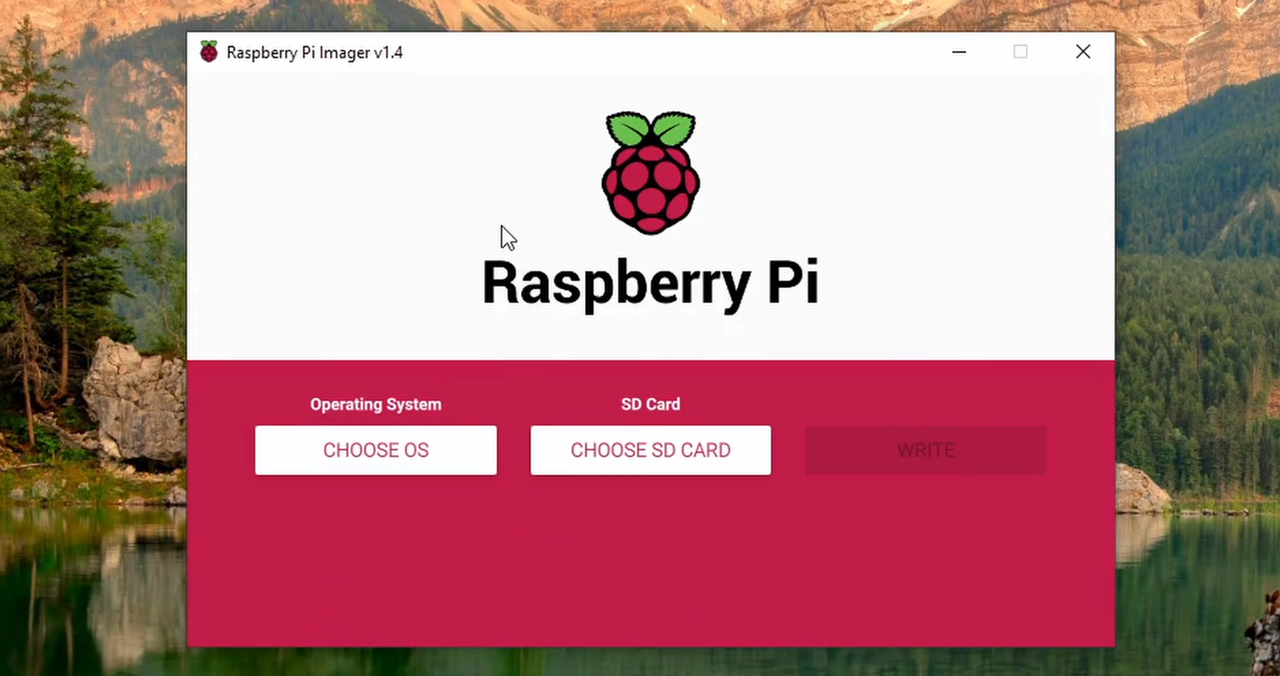 Raspberry Pi Imager v1.4
Raspberry Pi
Operating System
SD Card
CHOOSE OS
CHOOSE SD CARD
WRITE